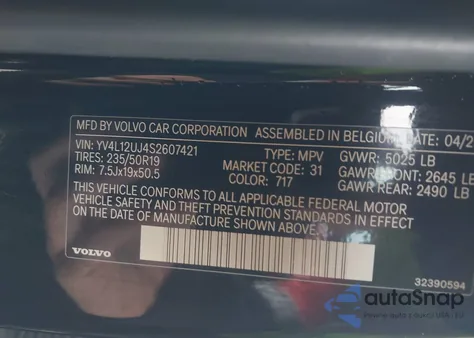 MFD BY VOLVO CAR CORPORATION ASSEMBLED IN BELGIUM DATE: 04/2
VIN: YV4L12UJ4S2607421 TYPE: MPV GVWR: 5025 LB
TIRES: 235/50R19 MARKET CODE: 31 GAWR FRONT: 2645 LB
RIM: 7.5Jx19x50.5 COLOR: 717 GAWR REAR: 2490 LB
THIS VEHICLE CONFORMS TO ALL APPLICABLE FEDERAL MOTOR
VEHICLE SAFETY AND THEFT PREVENTION STANDARDS IN EFFECT
ON THE DATE OF MANUFACTURE SHOWN ABOVE.
VOLVO
32390594
autoSnap